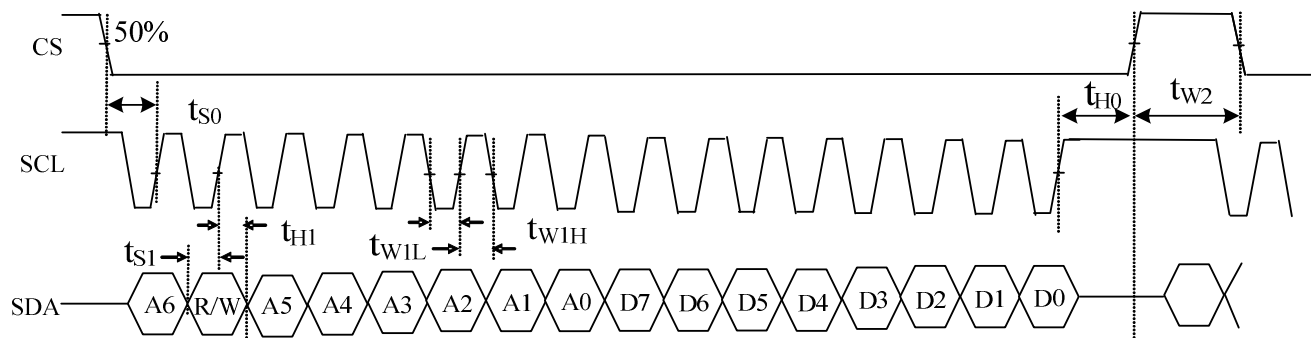 CS 50%
tS0 tH0 tW2
SCL
tS1 tH1 tW1L tW1H
SDA A6 R/W A5 A4 A3 A2 A1 A0 D7 D6 D5 D4 D3 D2 D1 D0